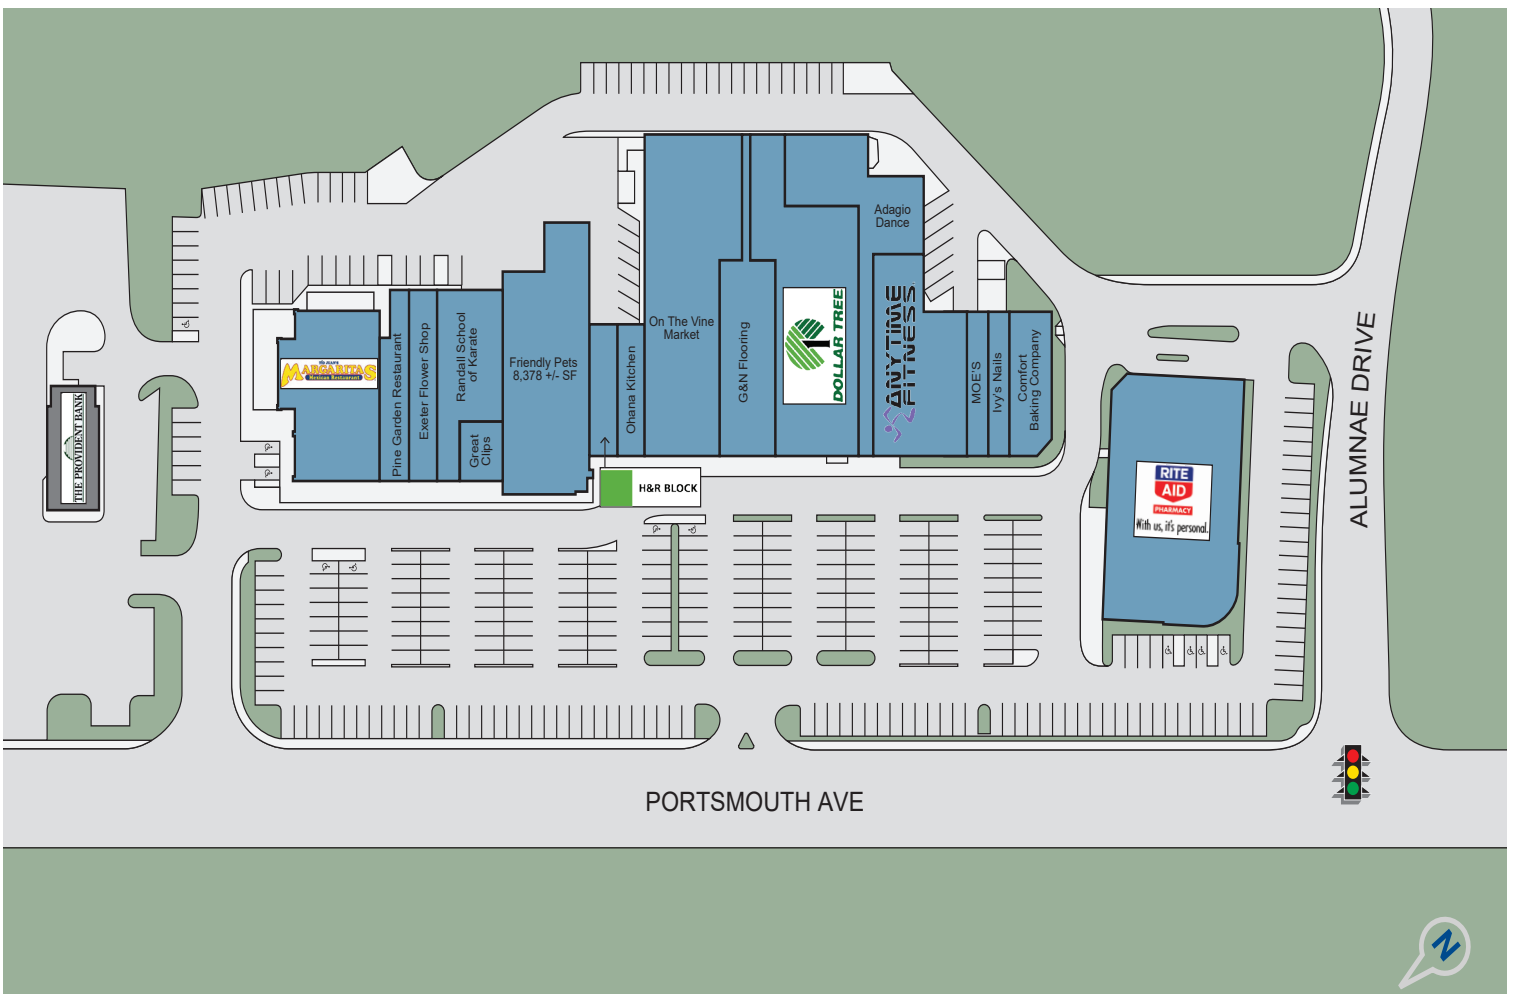 Adagio
Dance
On The Vine
Market
G&N Flooring
DOLLAR TREE
ANYTIME
FITNESS
MOE'S
Ivy's Nails
Comfort
Baking Company
MARGARITAS
Mexican Restaurant
Pine Garden Restaurant
Exeter Flower Shop
Randall School
of Karate
Great
Clips
Friendly Pets
8,378 +/- SF
Ohana Kitchen
H&R BLOCK
THE PROVIDENT BANK
RITE
AID
PHARMACY
With us, it's personal.
ALUMNAE DRIVE
PORTSMOUTH AVE
N